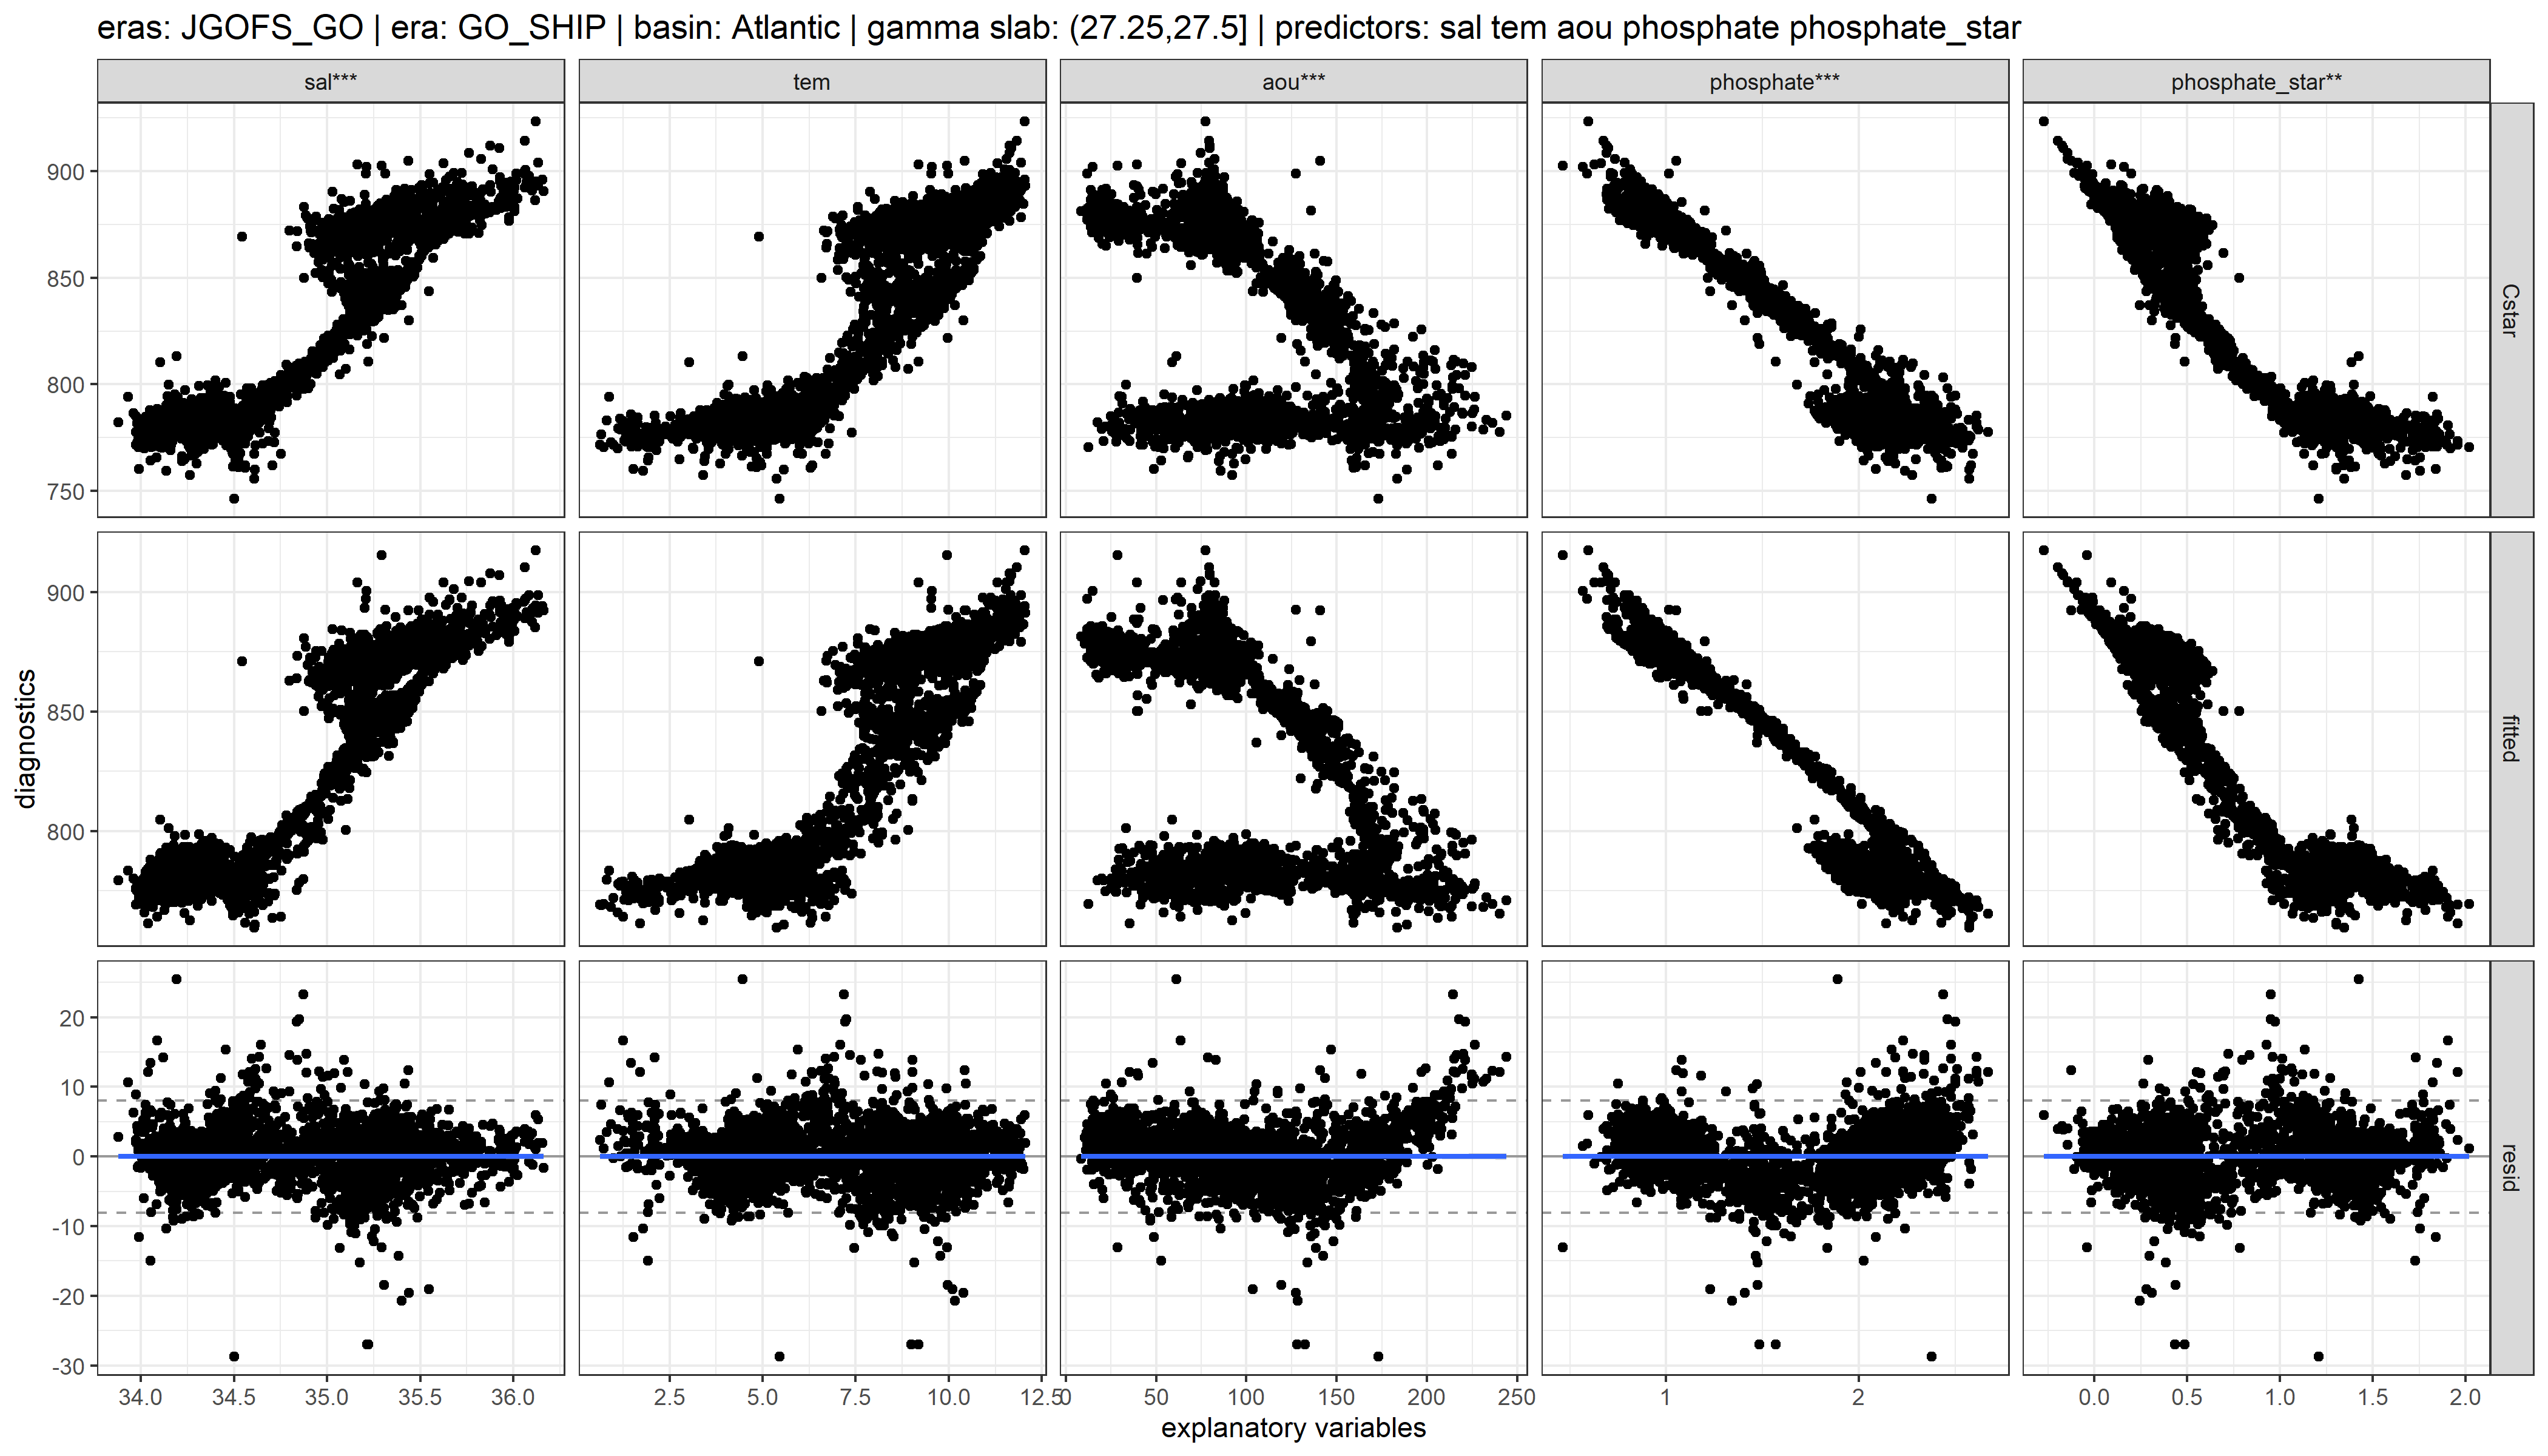 eras: JGOFS_GO | era: GO_SHIP | basin: Atlantic | gamma slab: (27.25,27.5] | predictors: sal tem aou phosphate phosphate_star
sal*** tem aou*** phosphate*** phosphate_star**
900
850
800
750
Cstar
900
850
800
fitted
diagnostics
20
10
0
-10
-20
-30
resid
34.0 34.5 35.0 35.5 36.0 2.5 5.0 7.5 10.0 12.5 0 50 100 150 200 250 1 2 0.0 0.5 1.0 1.5 2.0
explanatory variables